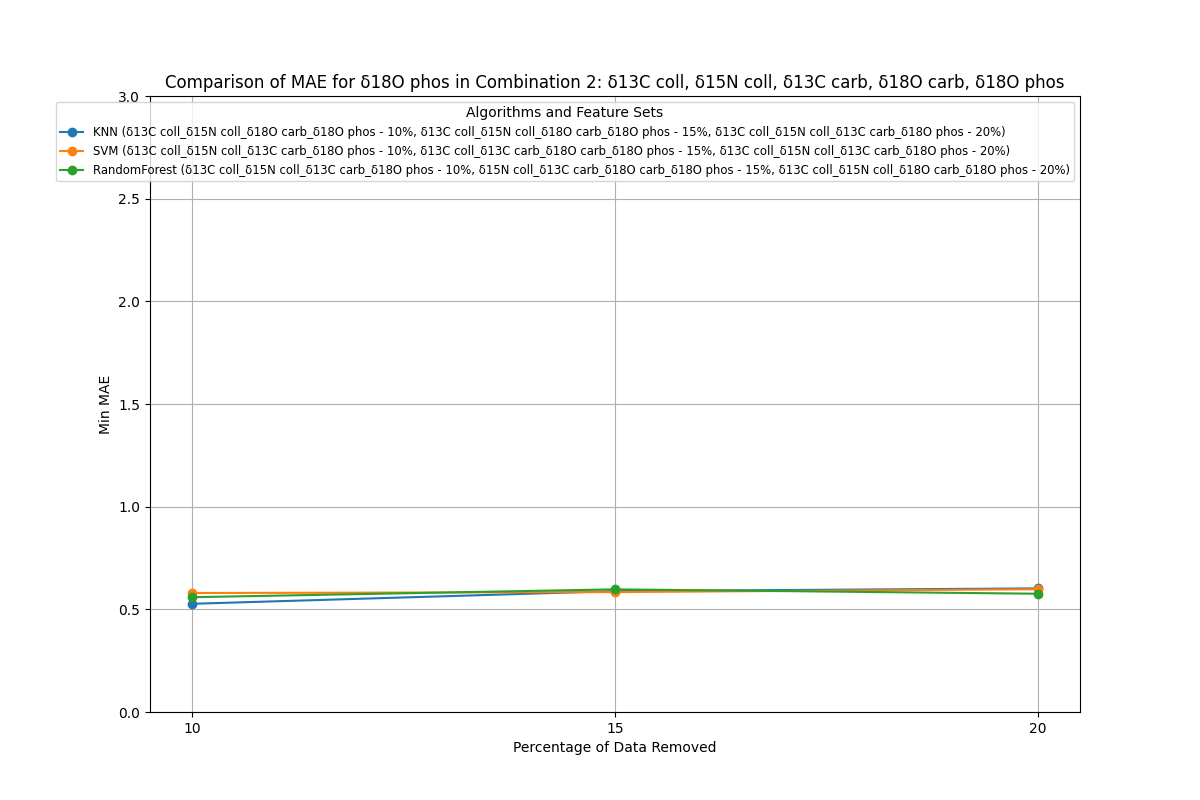 Comparison of MAE for δ18O phos in Combination 2: δ13C coll, δ15N coll, δ13C carb, δ18O carb, δ18O phos
3.0
Algorithms and Feature Sets
KNN (δ13C coll_δ15N coll_δ18O carb_δ18O phos - 10%, δ13C coll_δ15N coll_δ18O carb_δ18O phos - 15%, δ13C coll_δ15N coll_δ13C carb_δ18O phos - 20%)
SVM (δ13C coll_δ15N coll_δ13C carb_δ18O phos - 10%, δ13C coll_δ13C carb_δ18O carb_δ18O phos - 15%, δ13C coll_δ15N coll_δ13C carb_δ18O phos - 20%)
RandomForest (δ13C coll_δ15N coll_δ13C carb_δ18O phos - 10%, δ15N coll_δ13C carb_δ18O carb_δ18O phos - 15%, δ13C coll_δ15N coll_δ18O carb_δ18O phos - 20%)
2.5
2.0
1.5
1.0
0.5
0.0
Min MAE
10 15 20
Percentage of Data Removed